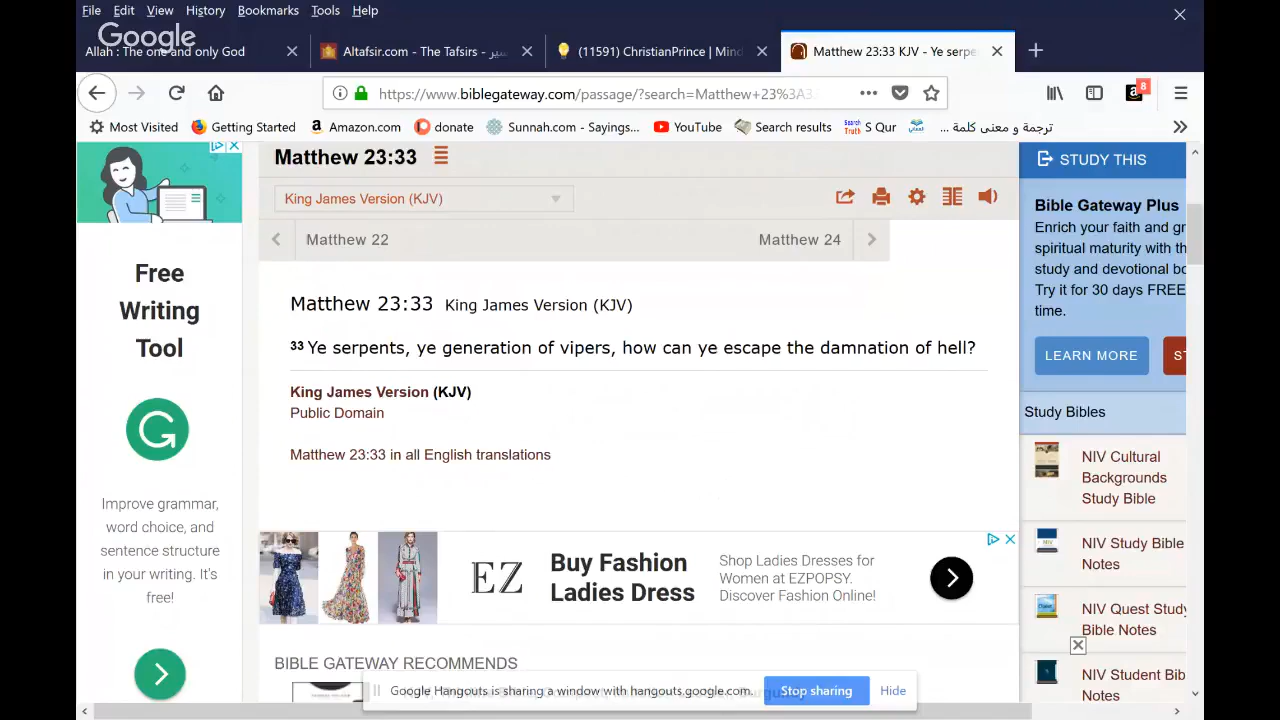 File Edit View History Bookmarks Tools Help
Google
Allah : The one and only God
Altafsir.com - The Tafsirs -
(11591) ChristianPrince | Mind
Matthew 23:33 KJV - Ye serpe
https://www.biblegateway.com/passage/?search=Matthew+23%3A3
8
Most Visited Getting Started Amazon.com donate Sunnah.com - Sayings... YouTube Search results S Qur ترجمة و معنى كلمة ...
Matthew 23:33
King James Version (KJV)
Matthew 22
Matthew 24
Matthew 23:33 King James Version (KJV)
33 Ye serpents, ye generation of vipers, how can ye escape the damnation of hell?
King James Version (KJV)
Public Domain
Matthew 23:33 in all English translations
Free
Writing
Tool
Improve grammar,
word choice, and
sentence structure
in your writing. It's
free!
EZ
Buy Fashion
Ladies Dress
Shop Ladies Dresses for
Women at EZPOPSY.
Discover Fashion Online!
BIBLE GATEWAY RECOMMENDS
Google Hangouts is sharing a window with hangouts.google.com.
Stop sharing
Hide
STUDY THIS
Bible Gateway Plus
Enrich your faith and gr
spiritual maturity with th
study and devotional bo
Try it for 30 days FREE
time.
LEARN MORE
ST
Study Bibles
NIV Cultural
Backgrounds
Study Bible
NIV Study Bible
Notes
NIV Quest Study
Bible Notes
NIV Student Bib
Notes